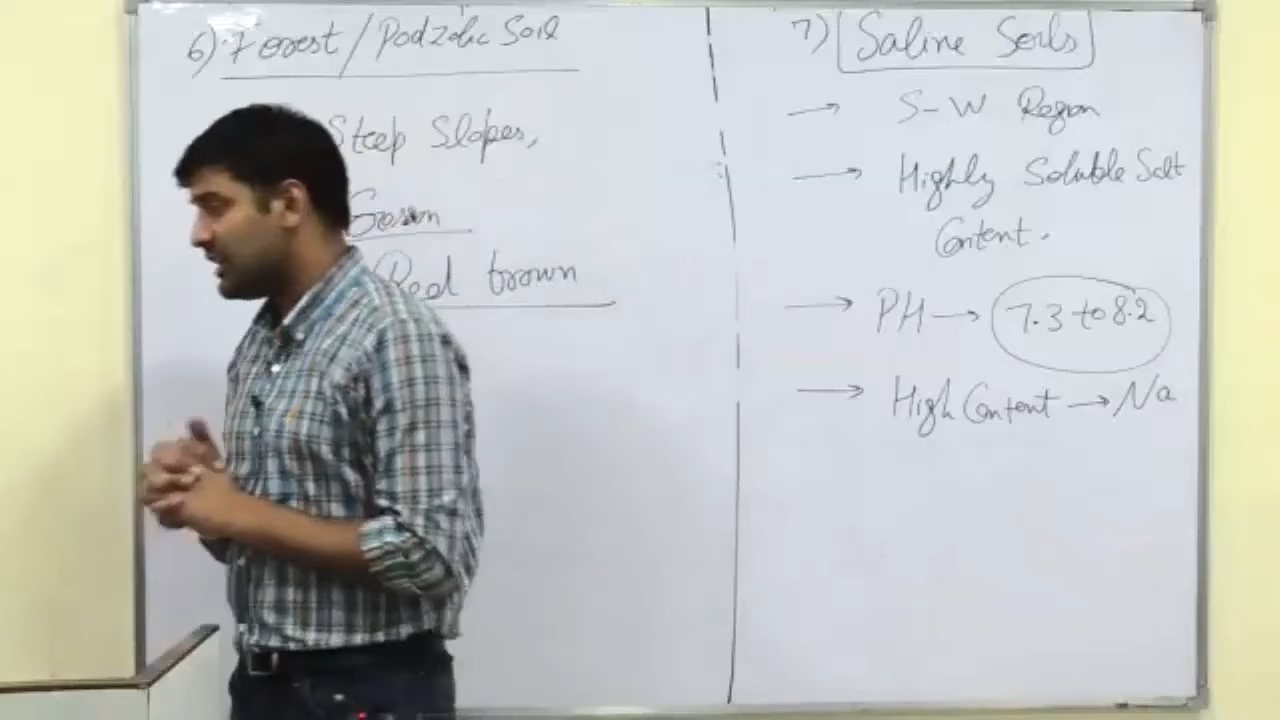 6) Forest/Podzolic Soil
Steep Slopes,
Red brown
7) Saline Soils
→ S-W Region
→ Highly Soluble Salt
Content.
→ PH → 7.3 to 8.2
→ High Content → Na